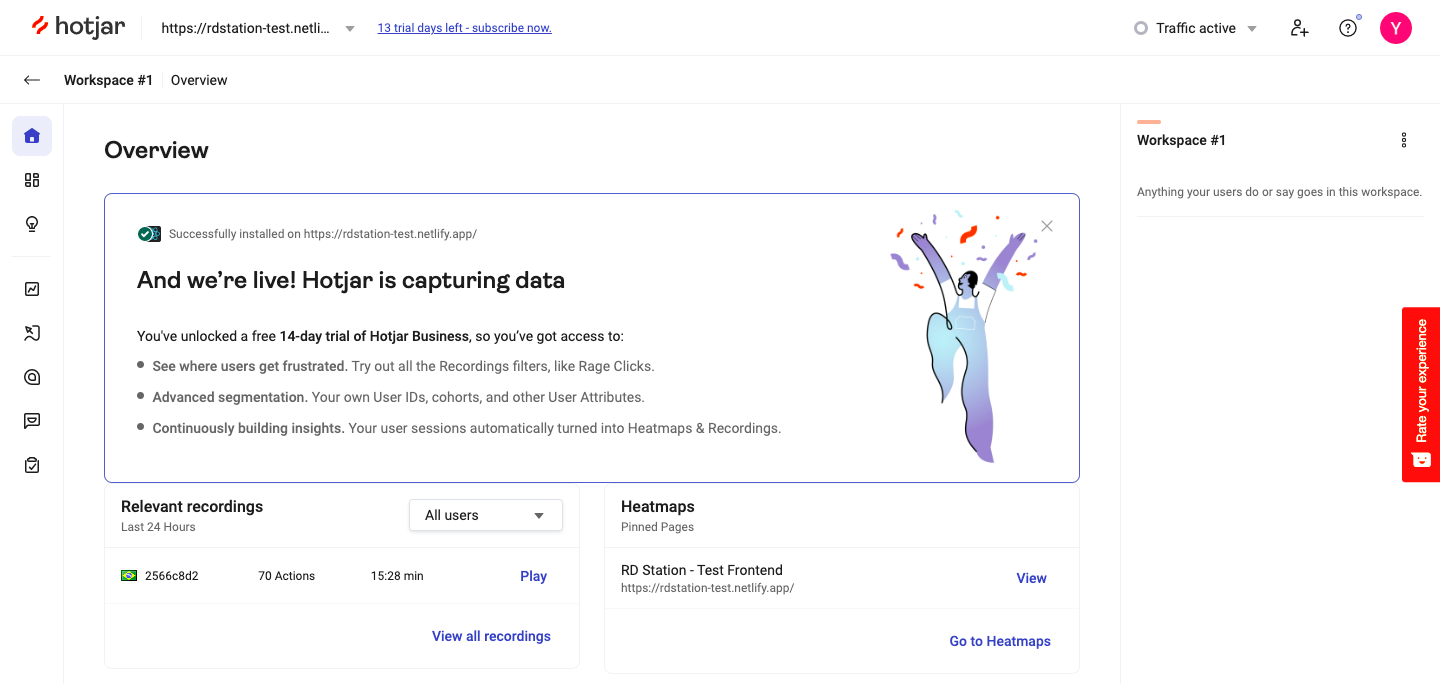 hotjar
https://rdstation-test.netli...
13 trial days left - subscribe now.
Traffic active
Y
Workspace #1
Overview
Overview
Successfully installed on https://rdstation-test.netlify.app/
And we're live! Hotjar is capturing data
You've unlocked a free 14-day trial of Hotjar Business, so you've got access to:
See where users get frustrated. Try out all the Recordings filters, like Rage Clicks.
Advanced segmentation. Your own User IDs, cohorts, and other User Attributes.
Continuously building insights. Your user sessions automatically turned into Heatmaps & Recordings.
Relevant recordings
Last 24 Hours
All users
2566c8d2
70 Actions
15:28 min
Play
View all recordings
Heatmaps
Pinned Pages
RD Station - Test Frontend
https://rdstation-test.netlify.app/
View
Go to Heatmaps
Workspace #1
Anything your users do or say goes in this workspace.
Rate your experience